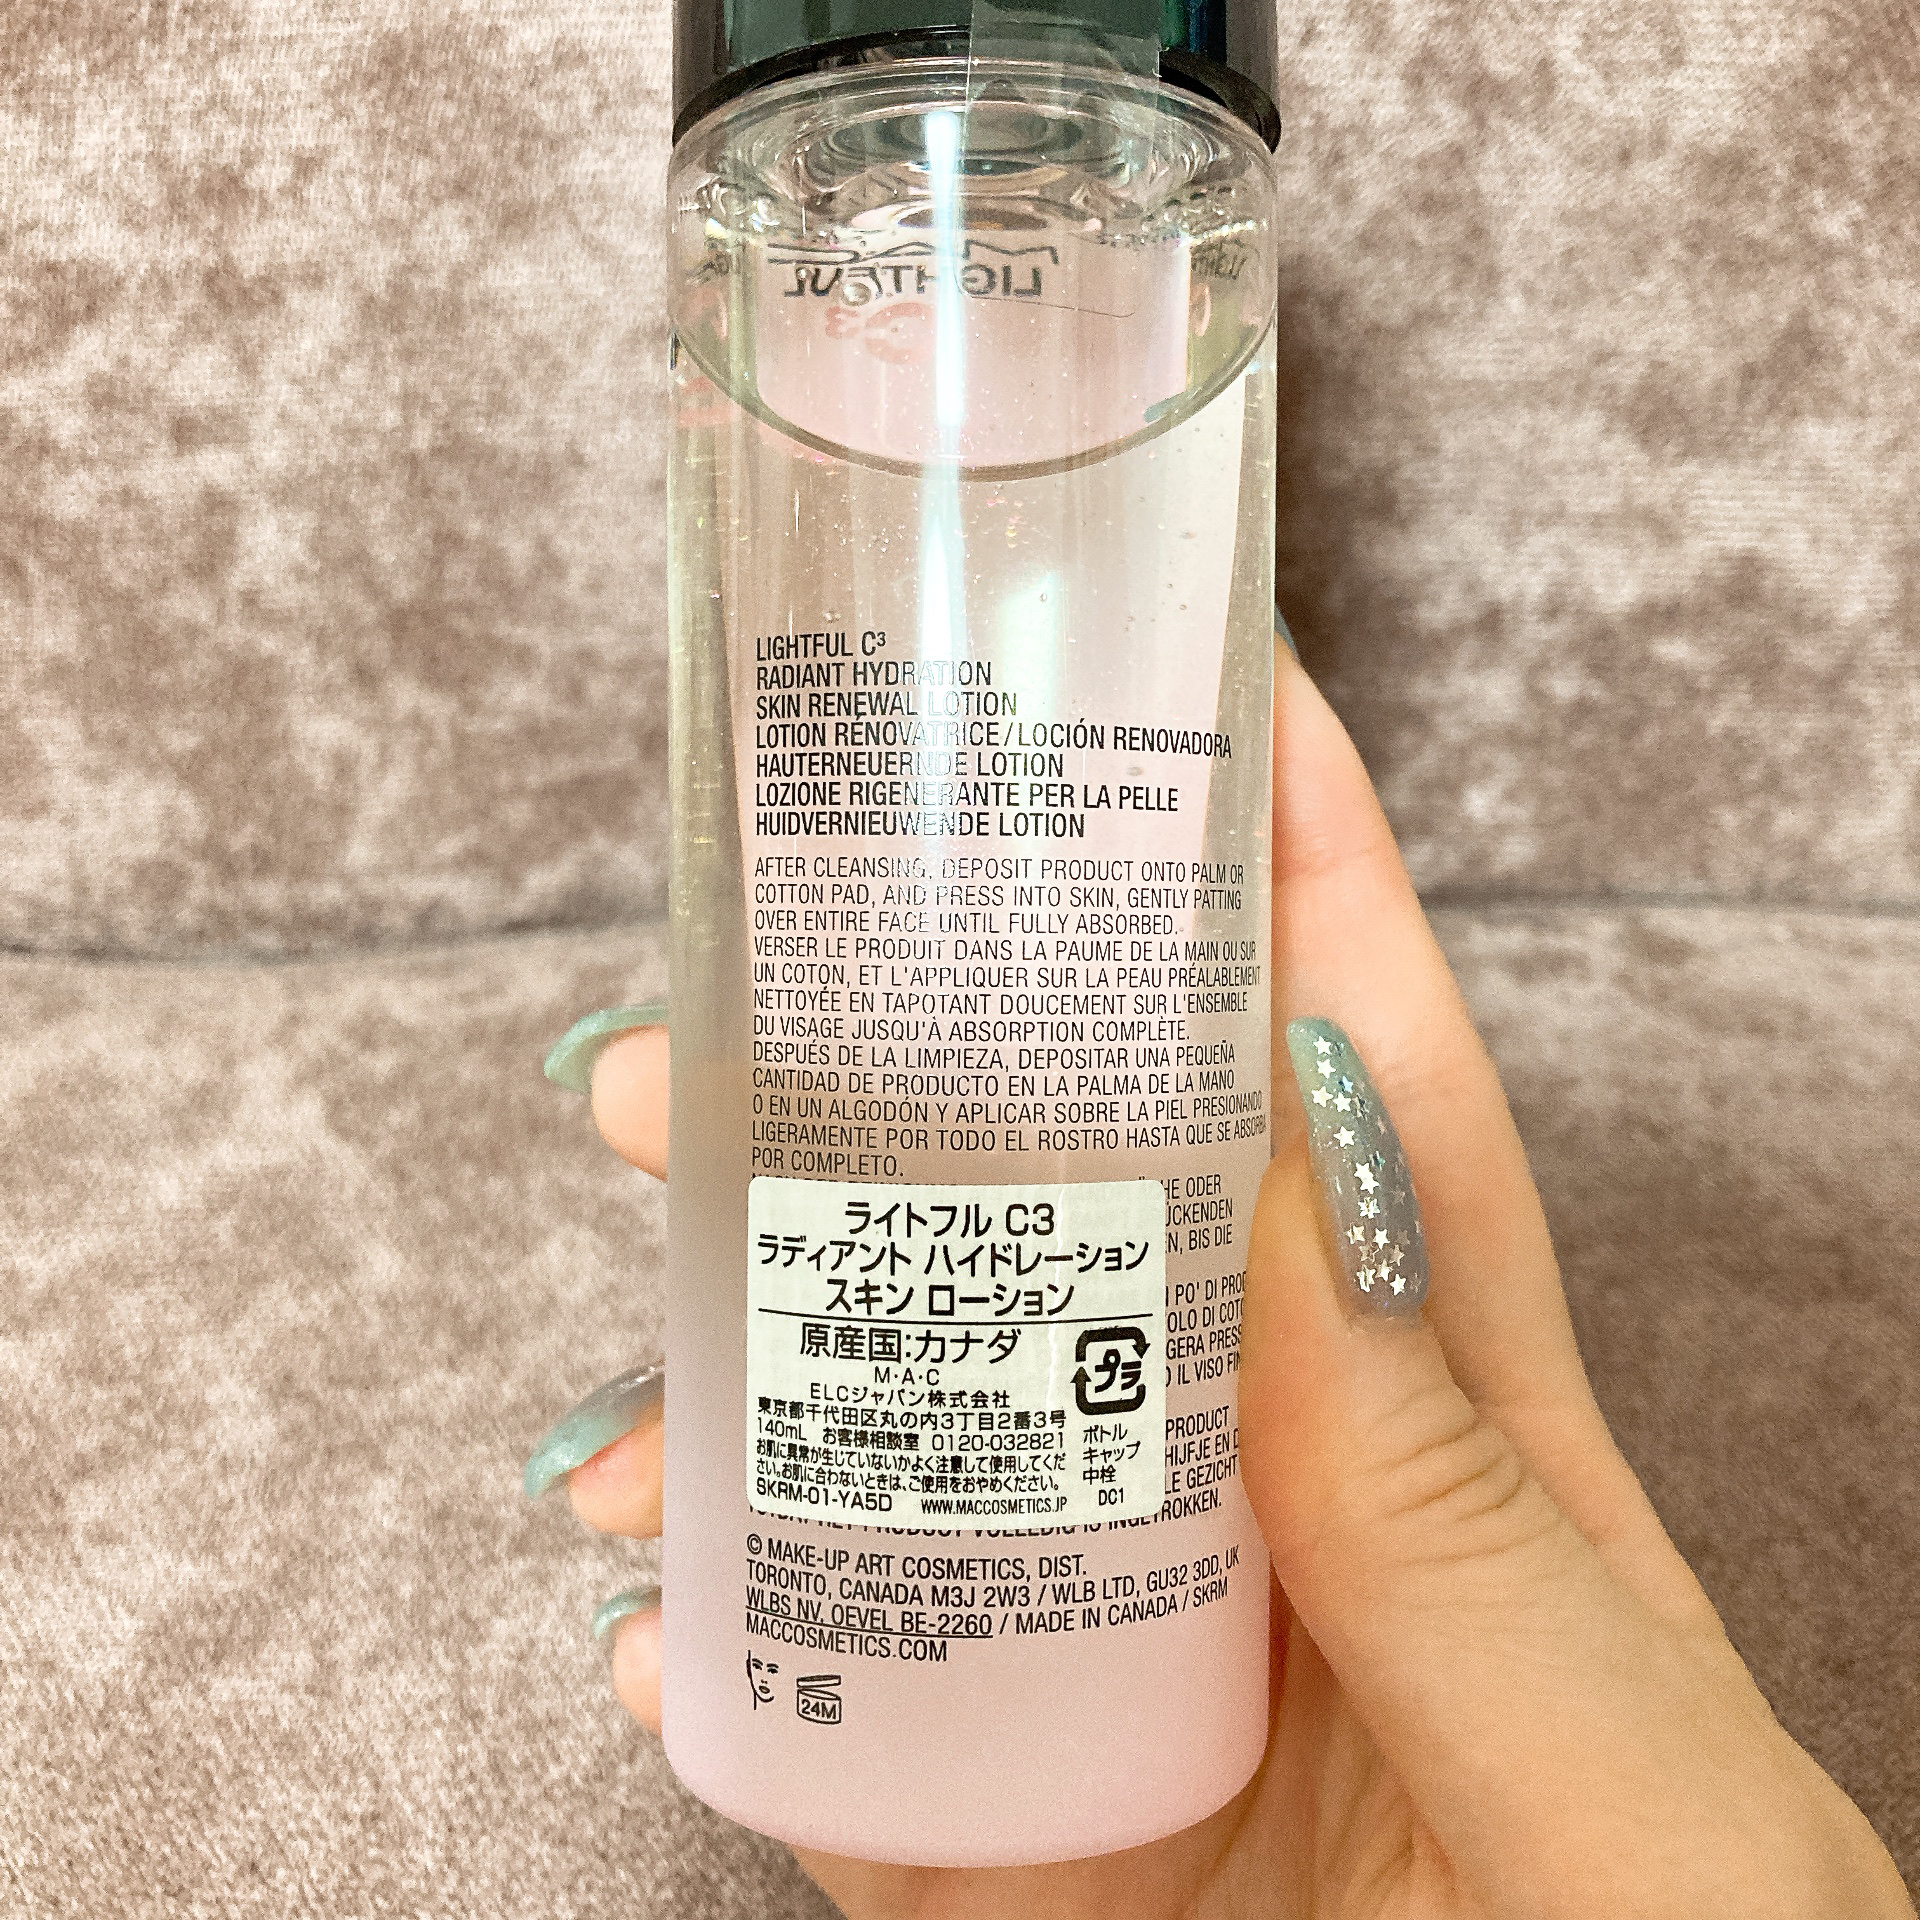 LIGHTFUL C³
RADIANT HYDRATION
SKIN RENEWAL LOTION
LOTION RÉNOVATRICE / LOCIÓN RENOVADORA
HAUTERNEUERNDE LOTION
LOZIONE RIGENERANTE PER LA PELLE
HUIDVERNIEUWENDE LOTION
AFTER CLEANSING, DEPOSIT PRODUCT ONTO PALM OR
COTTON PAD, AND PRESS INTO SKIN, GENTLY PATTING
OVER ENTIRE FACE UNTIL FULLY ABSORBED.
VERSER LE PRODUIT DANS LA PAUME DE LA MAIN OU SUR
UN COTON, ET L'APPLIQUER SUR LA PEAU PRÉALABLEMENT
NETTOYÉE EN TAPOTANT DOUCEMENT SUR L'ENSEMBLE
DU VISAGE JUSQU'À ABSORPTION COMPLÈTE.
DESPUÉS DE LA LIMPIEZA, DEPOSITAR UNA PEQUEÑA
CANTIDAD DE PRODUCTO EN LA PALMA DE LA MANO
O EN UN ALGODÓN Y APLICAR SOBRE LA PIEL PRESIONANDO
LIGERAMENTE POR TODO EL ROSTRO HASTA QUE SE ABSORBA
POR COMPLETO.
ODER
BIS DIE
PO' DI
IL VISO
PRODUCT
EN
GEZICHT
ライトフル C3
ラディアント ハイドレーション
スキン ローション
原産国:カナダ
プラ
M・A・C
ELCジャパン株式会社
東京都千代田区丸の内3丁目2番3号
140mL お客様相談室 0120-032821
お肌に異常が生じていないかよく注意して使用してくだ
さい。お肌に合わないときは、ご使用をおやめください。
SKRM-01-YA5D WWW.MACCOSMETICS.JP
ボトル
キャップ
中栓
DC1
© MAKE-UP ART COSMETICS, DIST.
TORONTO, CANADA M3J 2W3 / WLB LTD, GU32 3DD, UK
WLBS NV, OEVEL BE-2260 / MADE IN CANADA / SKRM
MACCOSMETICS.COM
24M